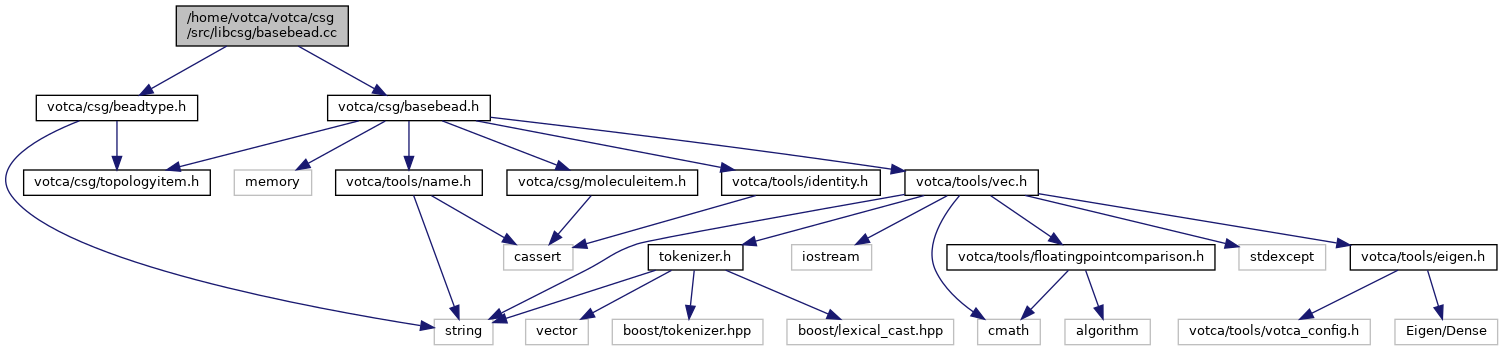 /home/votca/votca/csg
/src/libcsg/basebead.cc
votca/csg/beadtype.h
votca/csg/basebead.h
votca/csg/topologyitem.h
memory
votca/tools/name.h
votca/csg/moleculeitem.h
votca/tools/identity.h
votca/tools/vec.h
cassert
tokenizer.h
iostream
votca/tools/floatingpointcomparison.h
stdexcept
votca/tools/eigen.h
string
vector
boost/tokenizer.hpp
boost/lexical_cast.hpp
cmath
algorithm
votca/tools/votca_config.h
Eigen/Dense